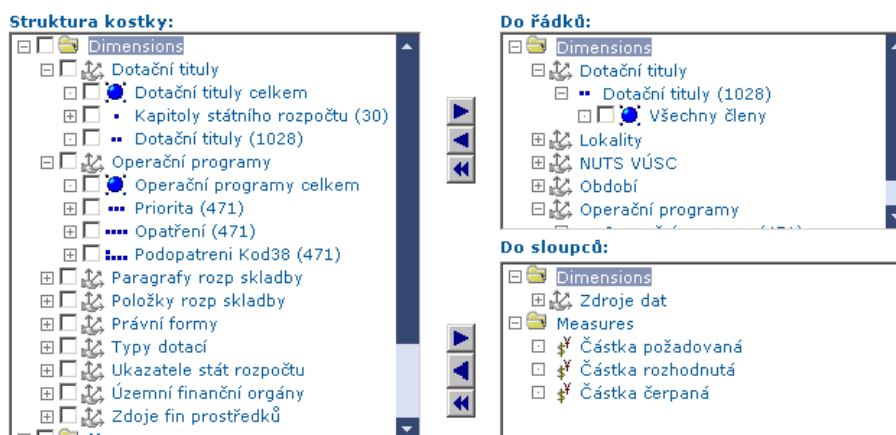 Struktura kostky:
Dimensions
Dotační tituly
Dotační tituly celkem
Kapitoly státního rozpočtu (30)
Dotační tituly (1028)
Operační programy
Operační programy celkem
Priorita (471)
Opatření (471)
Podopatreni Kod38 (471)
Paragrafy rozp skladby
Položky rozp skladby
Právní formy
Typy dotací
Ukazatele stát rozpočtu
Územní finanční orgány
Zdoje fin prostředků
Do řádků:
Dimensions
Dotační tituly
Dotační tituly (1028)
Všechny členy
Lokality
NUTS VÚSC
Období
Operační programy
Do sloupců:
Dimensions
Zdroje dat
Measures
Částka požadovaná
Částka rozhodnutá
Částka čerpaná